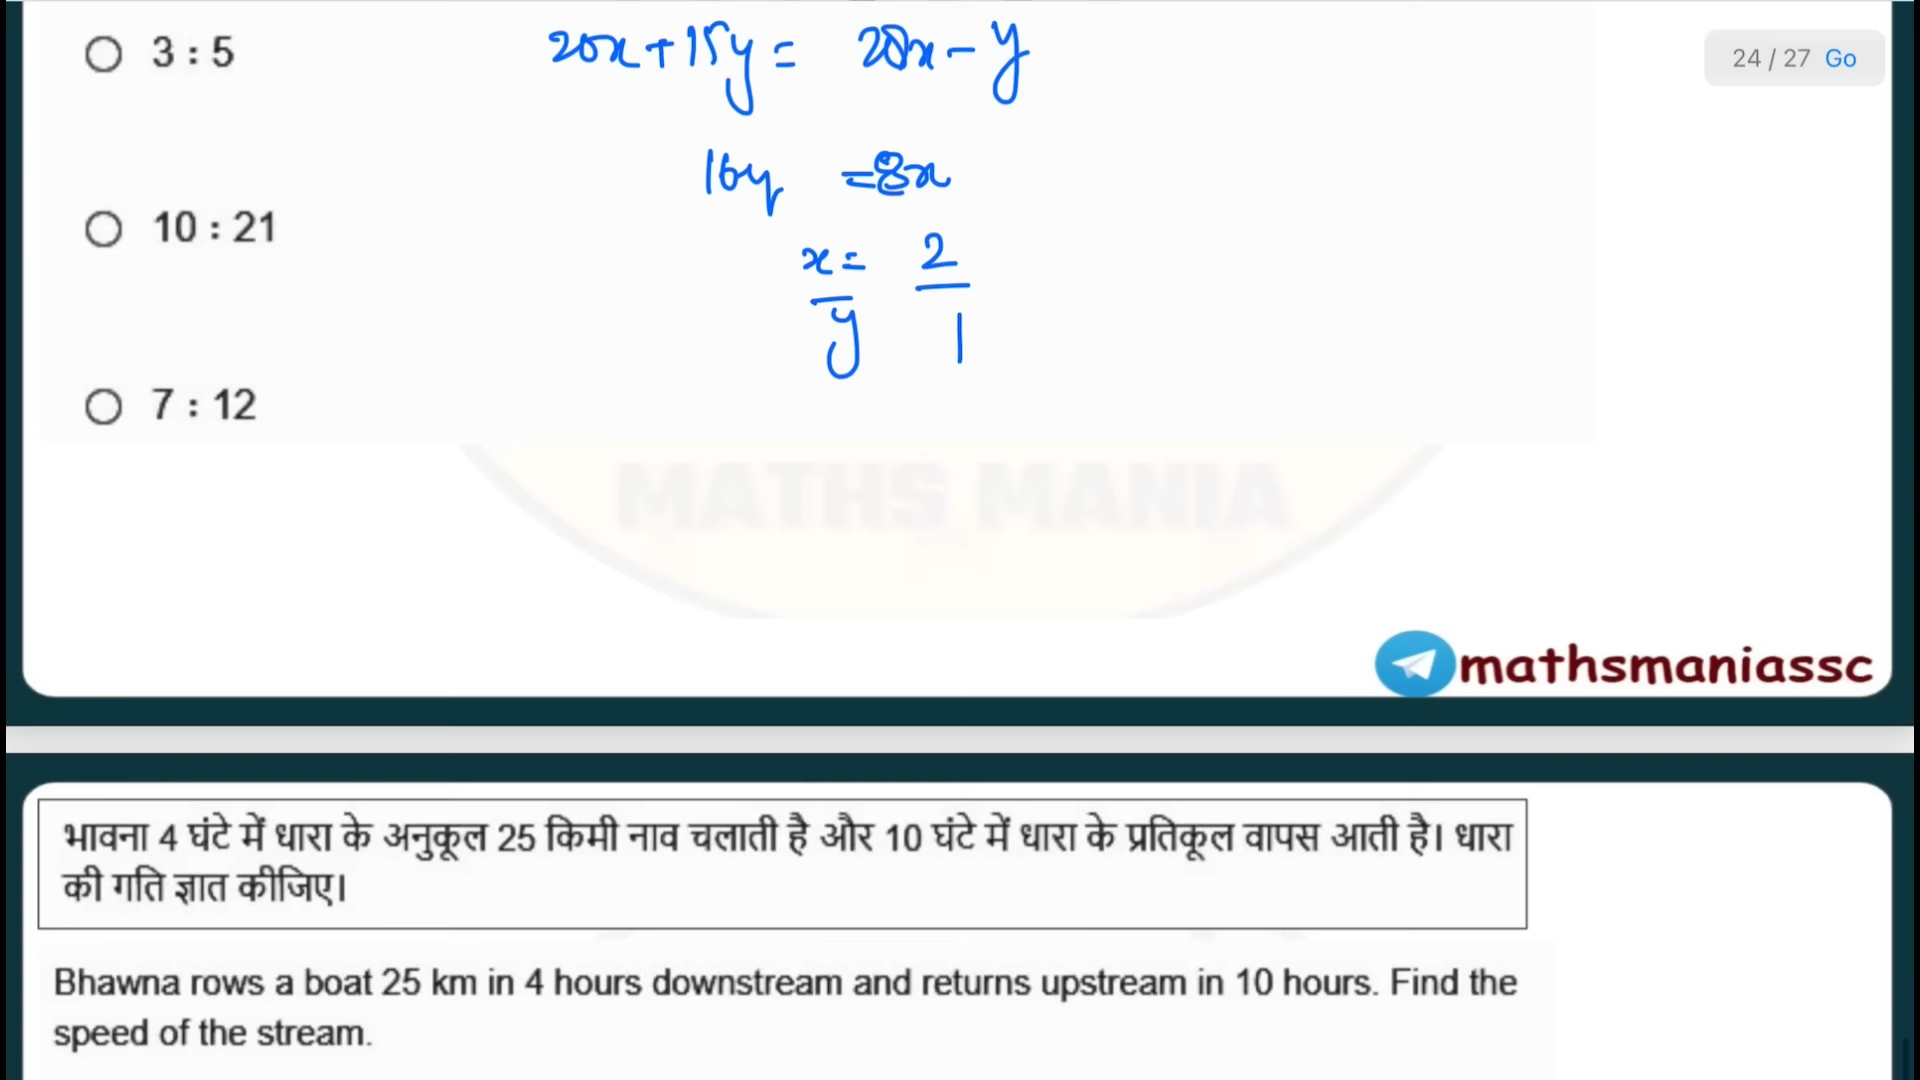 3 : 5
20x + 15y = 28x - y
24 / 27 Go
16y = 8x
10 : 21
x = 2
y 1
7 : 12
MATHS MANIA
mathsmaniassc
भावना 4 घंटे में धारा के अनुकूल 25 किमी नाव चलाती है और 10 घंटे में धारा के प्रतिकूल वापस आती है। धारा
की गति ज्ञात कीजिए।
Bhawna rows a boat 25 km in 4 hours downstream and returns upstream in 10 hours. Find the
speed of the stream.